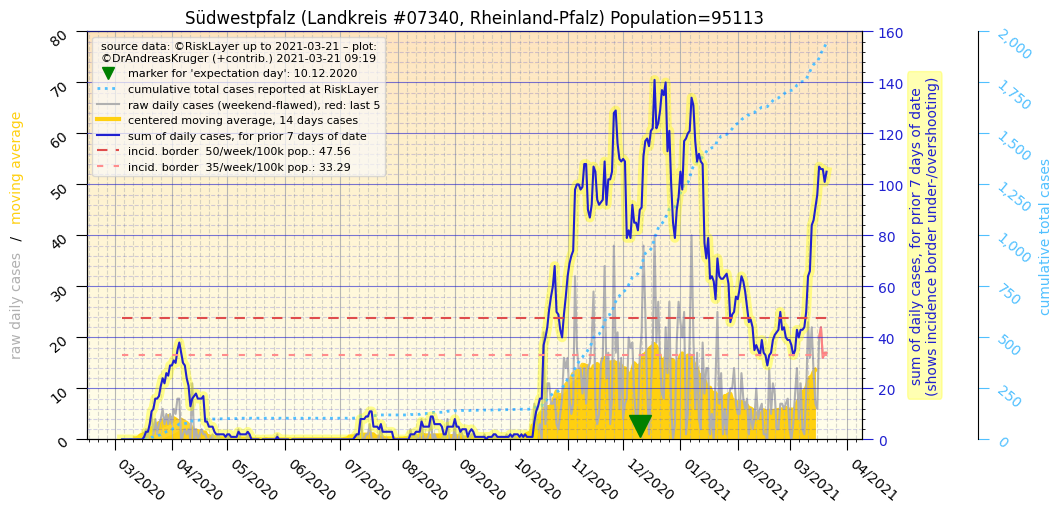 Südwestpfalz (Landkreis #07340, Rheinland-Pfalz) Population=95113
source data: ©RiskLayer up to 2021-03-21 – plot:
©DrAndreasKruger (+contrib.) 2021-03-21 09:19
marker for 'expectation day': 10.12.2020
cumulative total cases reported at RiskLayer
raw daily cases (weekend-flawed), red: last 5
centered moving average, 14 days cases
sum of daily cases, for prior 7 days of date
incid. border  50/week/100k pop.: 47.56
incid. border  35/week/100k pop.: 33.29
raw daily cases / moving average
80
70
60
50
40
30
20
10
0
160
140
120
100
80
60
40
20
0
sum of daily cases, for prior 7 days of date
(shows incidence border under-/overshooting)
2,000
1,750
1,500
1,250
1,000
750
500
250
0
cumulative total cases
03/2020
04/2020
05/2020
06/2020
07/2020
08/2020
09/2020
10/2020
11/2020
12/2020
01/2021
02/2021
03/2021
04/2021